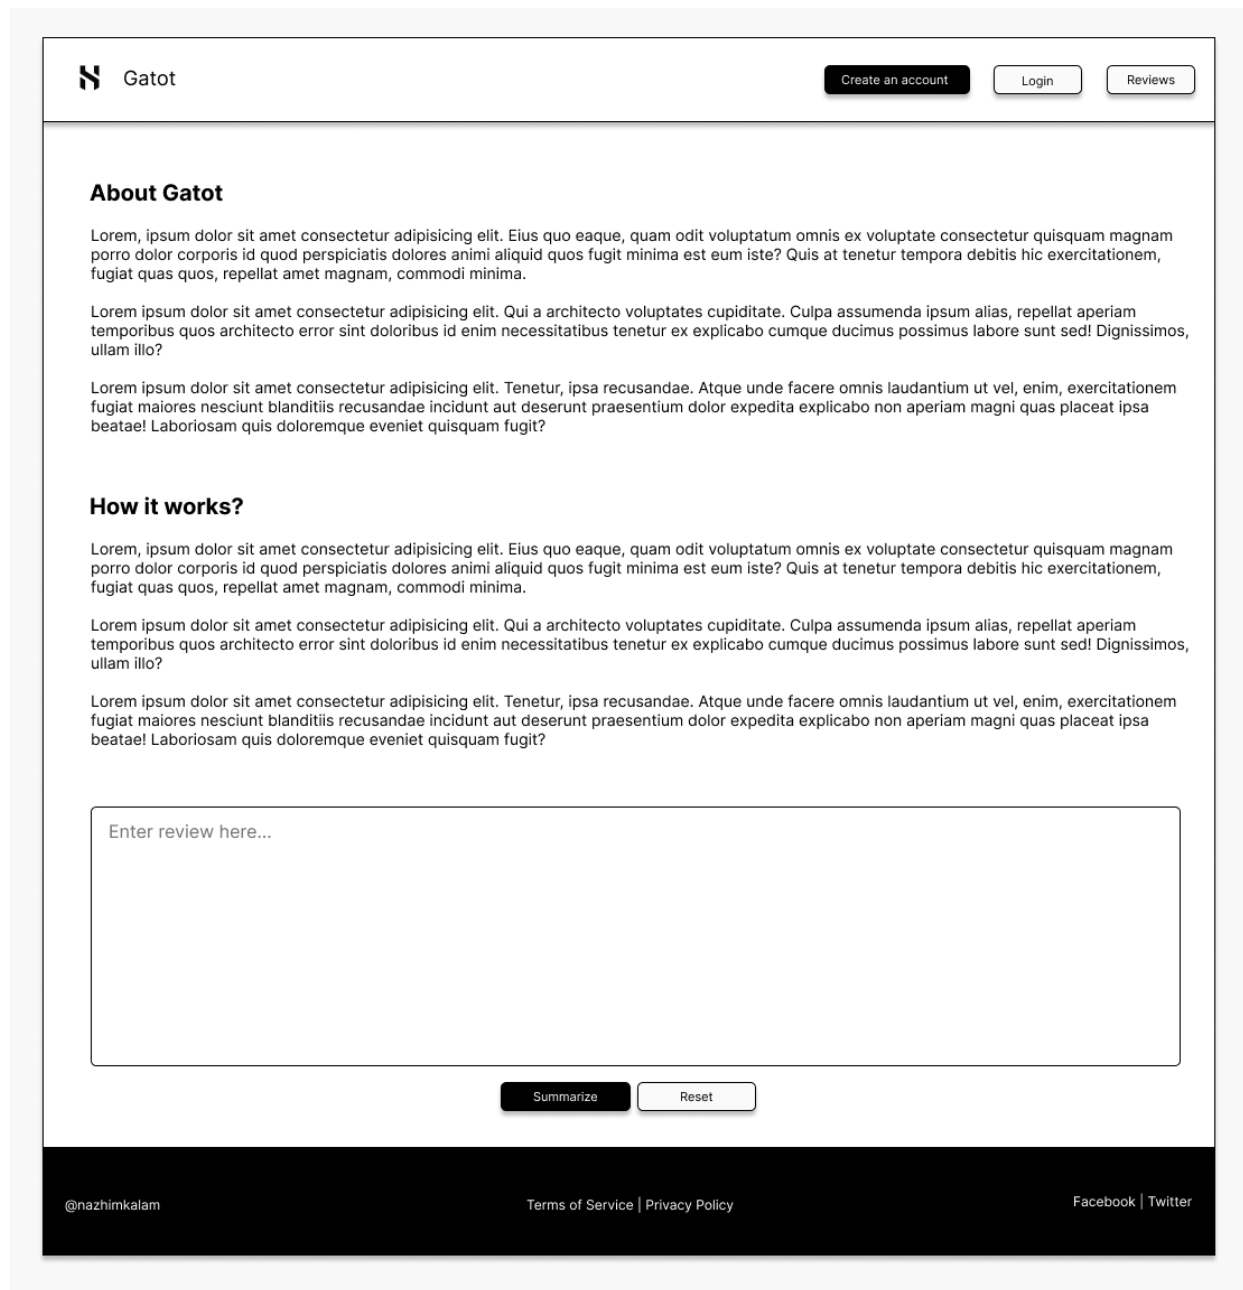 Gatot
Create an account
Login
Reviews
About Gatot
Lorem, ipsum dolor sit amet consectetur adipisicing elit. Eius quo eaque, quam odit voluptatum omnis ex voluptate consectetur quisquam magnam
porro dolor corporis id quod perspiciatis dolores animi aliquid quos fugit minima est eum iste? Quis at tenetur tempora debitis hic exercitationem,
fugiat quas quos, repellat amet magnam, commodi minima.
Lorem ipsum dolor sit amet consectetur adipisicing elit. Qui a architecto voluptates cupiditate. Culpa assumenda ipsum alias, repellat aperiam
temporibus quos architecto error sint doloribus id enim necessitatibus tenetur ex explicabo cumque ducimus possimus labore sunt sed! Dignissimos,
ullam illo?
Lorem ipsum dolor sit amet consectetur adipisicing elit. Tenetur, ipsa recusandae. Atque unde facere omnis laudantium ut vel, enim, exercitationem
fugiat maiores nesciunt blanditiis recusandae incidunt aut deserunt praesentium dolor expedita explicabo non aperiam magni quas placeat ipsa
beatae! Laboriosam quis doloremque eveniet quisquam fugit?
How it works?
Lorem, ipsum dolor sit amet consectetur adipisicing elit. Eius quo eaque, quam odit voluptatum omnis ex voluptate consectetur quisquam magnam
porro dolor corporis id quod perspiciatis dolores animi aliquid quos fugit minima est eum iste? Quis at tenetur tempora debitis hic exercitationem,
fugiat quas quos, repellat amet magnam, commodi minima.
Lorem ipsum dolor sit amet consectetur adipisicing elit. Qui a architecto voluptates cupiditate. Culpa assumenda ipsum alias, repellat aperiam
temporibus quos architecto error sint doloribus id enim necessitatibus tenetur ex explicabo cumque ducimus possimus labore sunt sed! Dignissimos,
ullam illo?
Lorem ipsum dolor sit amet consectetur adipisicing elit. Tenetur, ipsa recusandae. Atque unde facere omnis laudantium ut vel, enim, exercitationem
fugiat maiores nesciunt blanditiis recusandae incidunt aut deserunt praesentium dolor expedita explicabo non aperiam magni quas placeat ipsa
beatae! Laboriosam quis doloremque eveniet quisquam fugit?
Enter review here...
Summarize
Reset
@nazhimkalam
Terms of Service | Privacy Policy
Facebook | Twitter